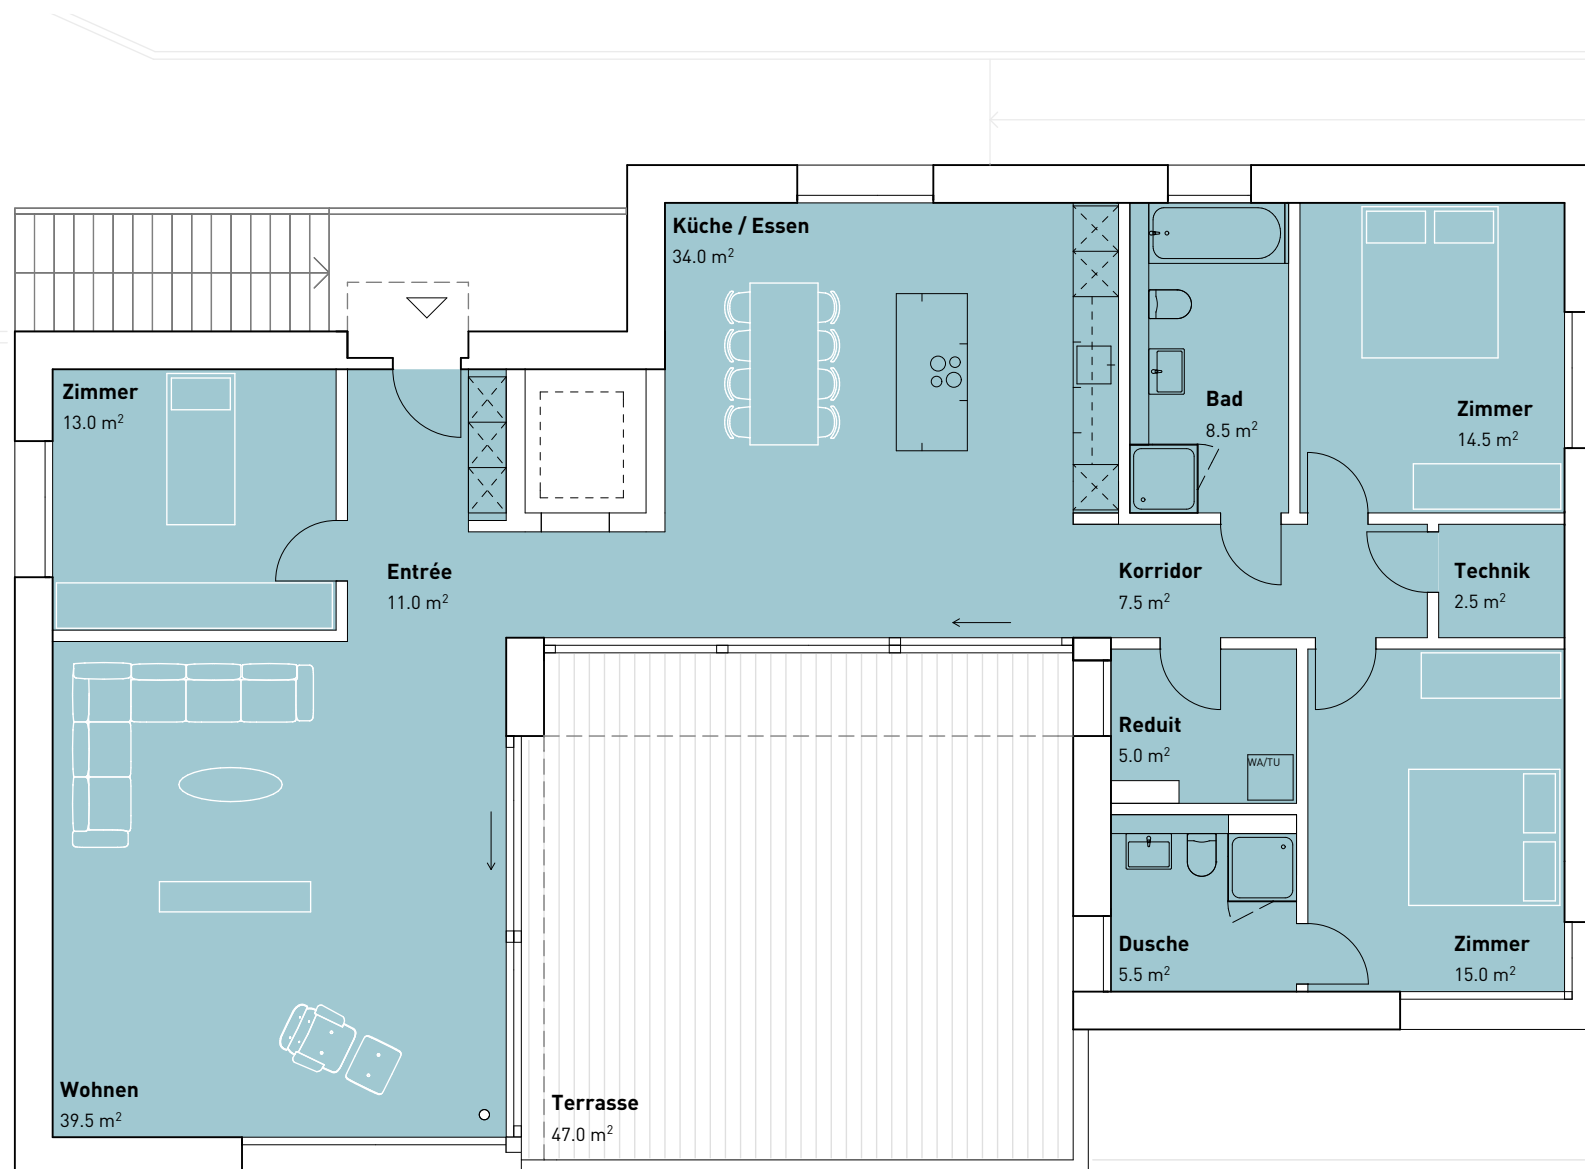 Küche / Essen
34.0 m²
Zimmer
13.0 m²
Bad
8.5 m²
Zimmer
14.5 m²
Entrée
11.0 m²
Korridor
7.5 m²
Technik
2.5 m²
Reduit
5.0 m²
WA/TU
Dusche
5.5 m²
Zimmer
15.0 m²
Wohnen
39.5 m²
Terrasse
47.0 m²